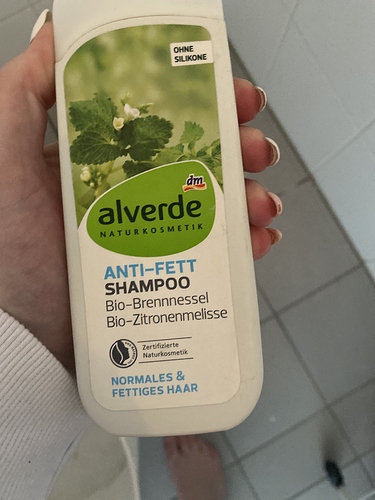 OHNE
SILIKONE
dm
alverde
NATURKOSMETIK
ANTI-FETT
SHAMPOO
Bio-Brennnessel
Bio-Zitronenmelisse
Zertifizierte
Naturkosmetik
NORMALES &
FETTIGES HAAR